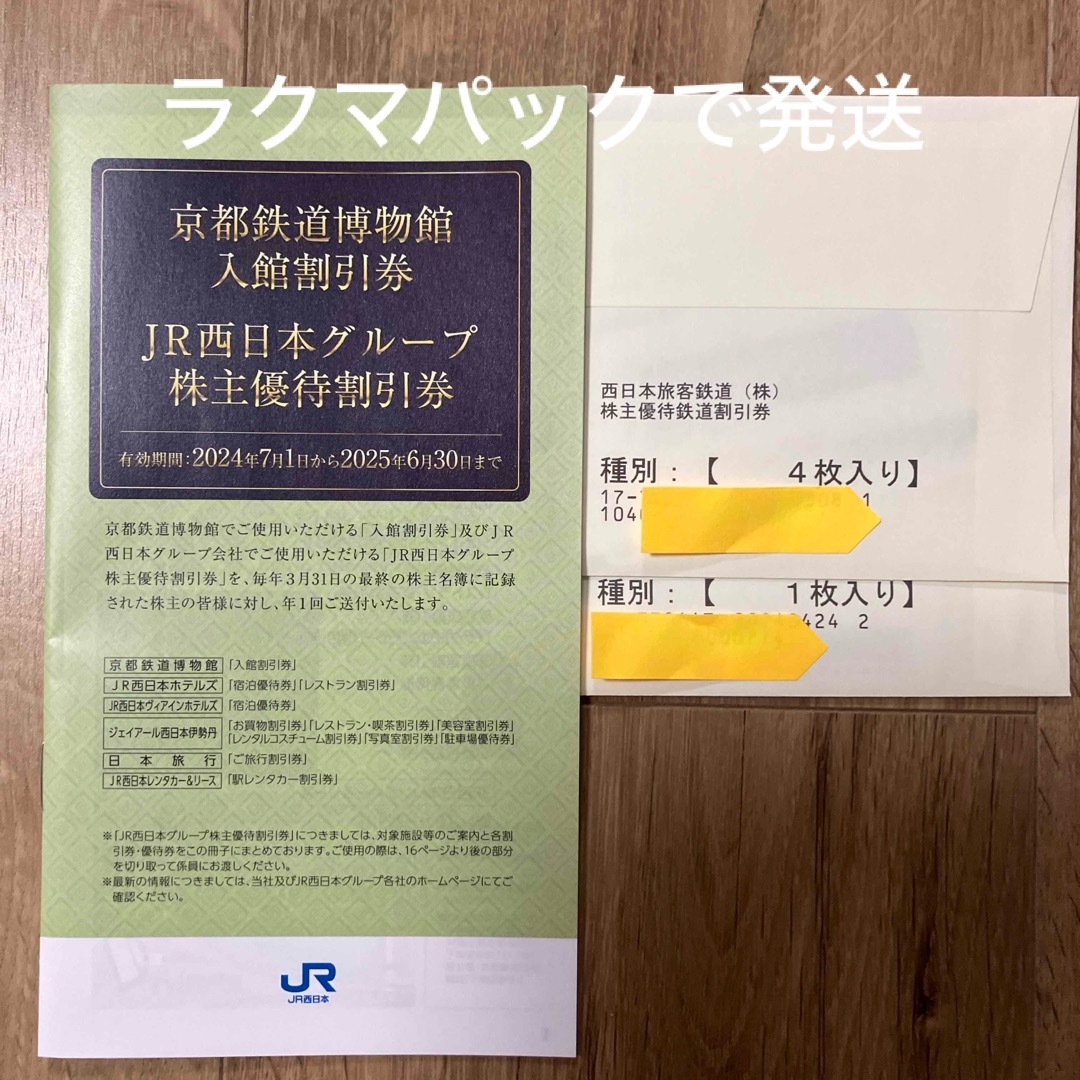 ラクマパックで発送
京都鉄道博物館
入館割引券
JR西日本グループ
株主優待割引券
有効期間:2024年7月1日から2025年6月30日まで
京都鉄道博物館でご使用いただける「入館割引券」及びJR
西日本グループ会社でご使用いただける「JR西日本グループ
株主優待割引券」を、毎年3月31日の最終の株主名簿に記録
された株主の皆様に対し、年1回ご送付いたします。
京都鉄道博物館 「入館割引券」
JR西日本ホテルズ 「宿泊優待券」「レストラン割引券」
JR西日本ヴィアインホテルズ 「宿泊優待券」
ジェイアール西日本伊勢丹 「お買物割引券」「レストラン・喫茶割引券」「美容室割引券」
「レンタルコスチューム割引券」「写真室割引券」「駐車場優待券」
日本旅行 「ご旅行割引券」
JR西日本レンタカー&リース 「駅レンタカー割引券」
※「JR西日本グループ株主優待割引券」につきましては、対象施設等のご案内と各割
引券・優待券をこの冊子にまとめております。ご使用の際は、16ページより後の部分
を切り取って係員にお渡しください。
※最新の情報につきましては、当社及びJR西日本グループ各社のホームページにてご
確認ください。
JR
JR西日本
西日本旅客鉄道(株)
株主優待鉄道割引券
種別:【 4枚入り】
17- 1
104
種別:【 1枚入り】
424 2